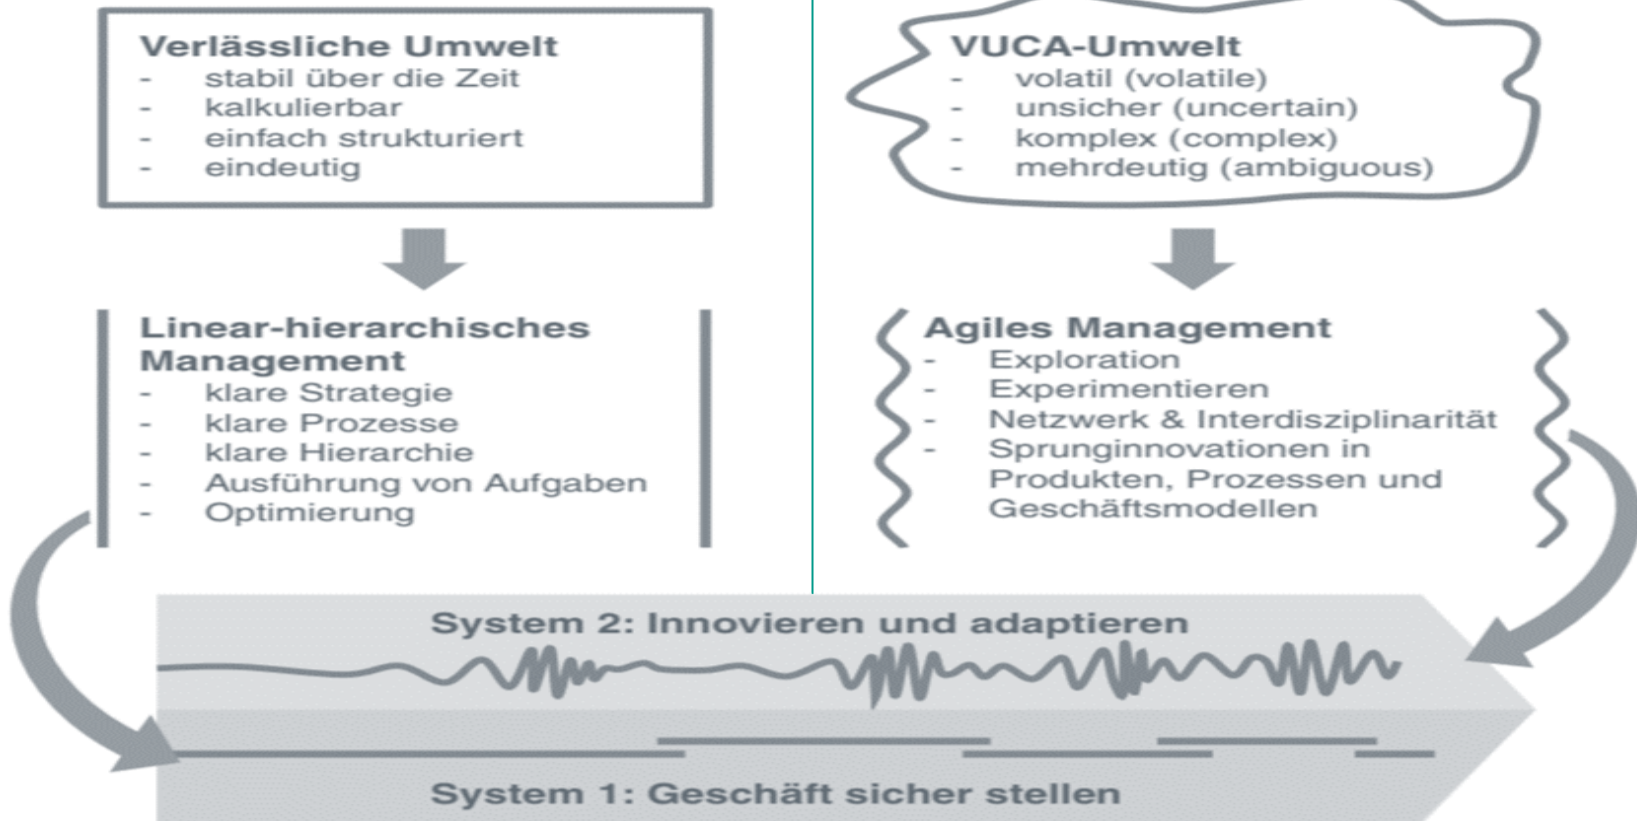 Verlässliche Umwelt
- stabil über die Zeit
- kalkulierbar
- einfach strukturiert
- eindeutig
VUCA-Umwelt
- volatil (volatile)
- unsicher (uncertain)
- komplex (complex)
- mehrdeutig (ambiguous)
Linear-hierarchisches
Management
- klare Strategie
- klare Prozesse
- klare Hierarchie
- Ausführung von Aufgaben
- Optimierung
Agiles Management
- Exploration
- Experimentieren
- Netzwerk & Interdisziplinarität
- Sprunginnovationen in
Produkten, Prozessen und
Geschäftsmodellen
System 2: Innovieren und adaptieren
System 1: Geschäft sicher stellen